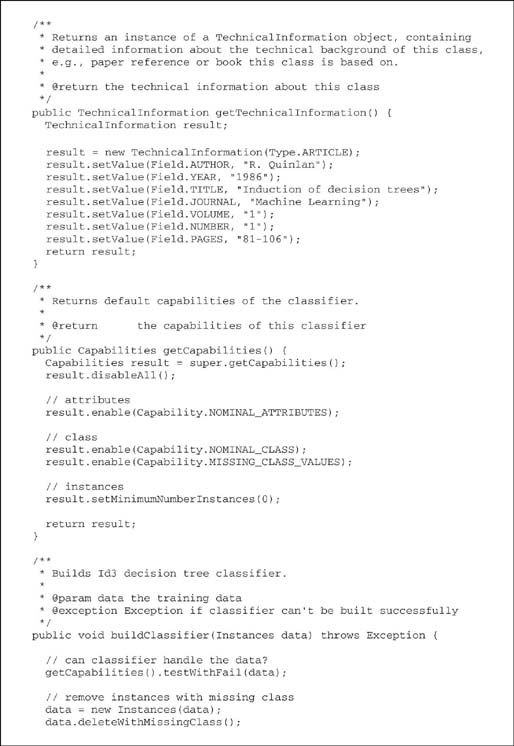 /**
 * Returns an instance of a TechnicalInformation object, containing
 * detailed information about the technical background of this class,
 * e.g., paper reference or book this class is based on.
 *
 * @return the technical information about this class
 */
public TechnicalInformation getTechnicalInformation() {
  TechnicalInformation result;

  result = new TechnicalInformation(Type.ARTICLE);
  result.setValue(Field.AUTHOR, "R. Quinlan");
  result.setValue(Field.YEAR, "1986");
  result.setValue(Field.TITLE, "Induction of decision trees");
  result.setValue(Field.JOURNAL, "Machine Learning");
  result.setValue(Field.VOLUME, "1");
  result.setValue(Field.NUMBER, "1");
  result.setValue(Field.PAGES, "81-106");
  return result;
}

/**
 * Returns default capabilities of the classifier.
 *
 * @return      the capabilities of this classifier
 */
public Capabilities getCapabilities() {
  Capabilities result = super.getCapabilities();
  result.disableAll();

  // attributes
  result.enable(Capability.NOMINAL_ATTRIBUTES);

  // class
  result.enable(Capability.NOMINAL_CLASS);
  result.enable(Capability.MISSING_CLASS_VALUES);

  // instances
  result.setMinimumNumberInstances(0);

  return result;
}

/**
 * Builds Id3 decision tree classifier.
 *
 * @param data the training data
 * @exception Exception if classifier can't be built successfully
 */
public void buildClassifier(Instances data) throws Exception {

  // can classifier handle the data?
  getCapabilities().testWithFail(data);

  // remove instances with missing class
  data = new Instances(data);
  data.deleteWithMissingClass();